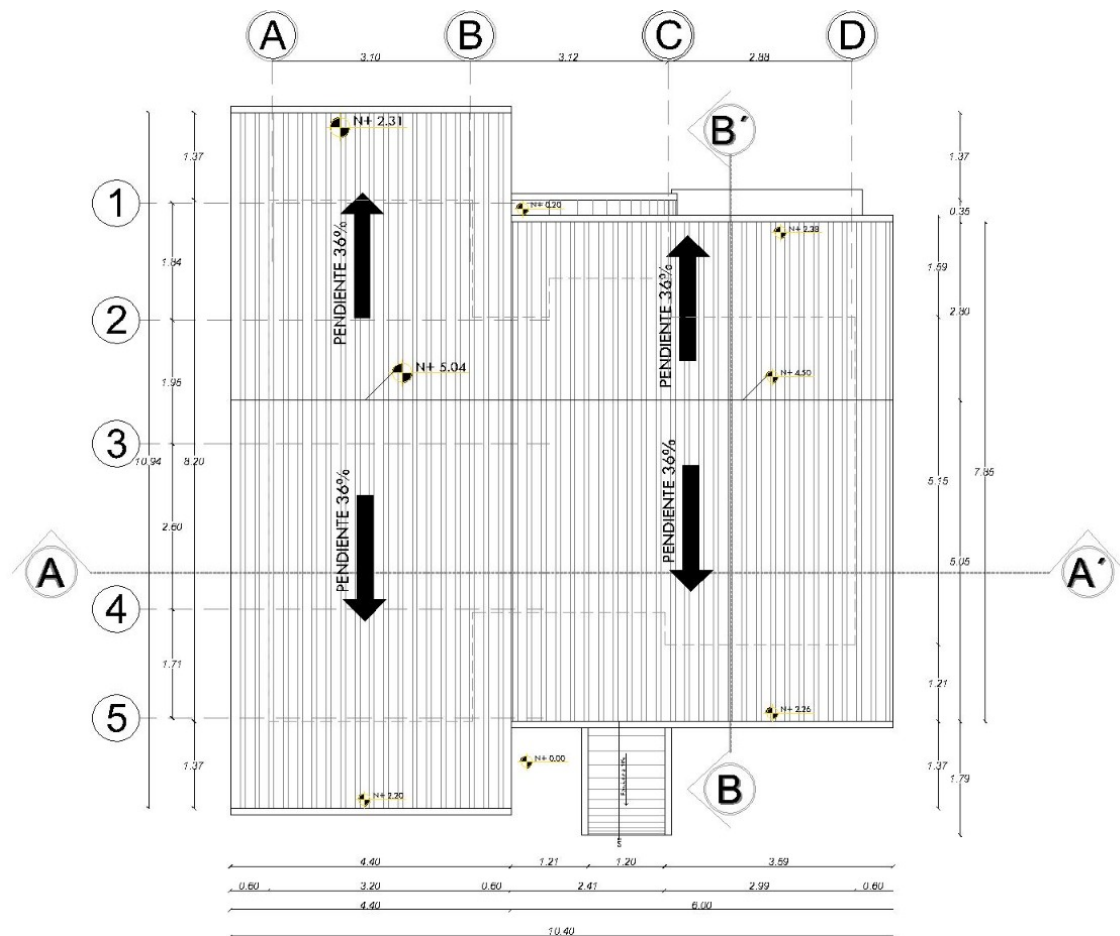 A B C D
3.10 3.12 2.88
N+ 2.31
B´
1.37
1.37
1
N+ 0.20
0.35
N+ 2.38
PENDIENTE 36%
PENDIENTE 36%
1.84
1.59
2
2.80
N+ 5.04
N+ 4.50
1.95
3
10.94
8.20
PENDIENTE 36%
PENDIENTE 36%
5.15
7.85
2.60
A
A´
5.05
4
1.71
1.21
5
N+ 2.26
N+ 0.00
1.37
1.37
1.79
B
N+ 2.20
S
4.40 1.21 1.20 3.59
0.60 3.20 0.60 2.41 2.99 0.60
4.40 6.00
10.40